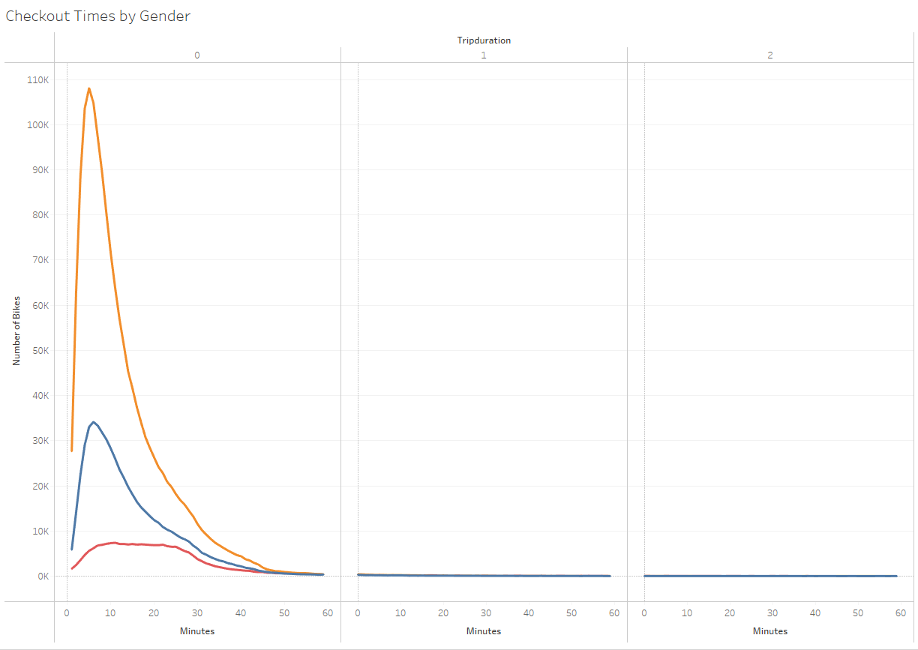 Checkout Times by Gender
Tripduration
0 1 2
110K
100K
90K
80K
70K
60K
50K
40K
30K
20K
10K
0K
Number of Bikes
0 10 20 30 40 50 60 0 10 20 30 40 50 60 0 10 20 30 40 50 60
Minutes Minutes Minutes